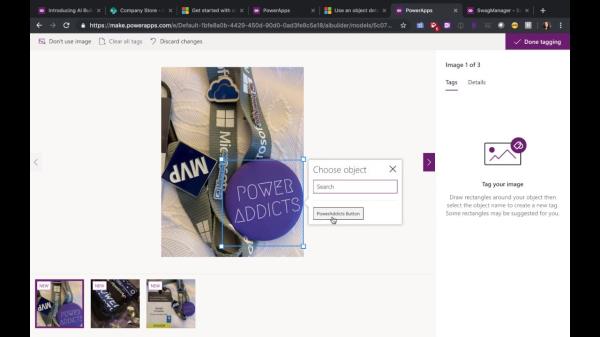 Introducing AI Bui
Company Store -
Get started with o
PowerApps
Use an object dete
PowerApps
SwagManager - S
https://make.powerapps.com/e/Default-1bfe8a0b-4429-450d-90d0-0ad3fe8c5a18/aibuilder/models/5c07...
Don't use image
Clear all tags
Discard changes
Done tagging
Image 1 of 3
Tags
Details
Microsoft
Microsoft
MVP
POWER
ADDICTS
Choose object
Search
PowerAddicts Button
Tag your image
Draw rectangles around your object then
select the object name to create a new tag.
Some rectangles may be suggested for you.
NEW
NEW
NEW